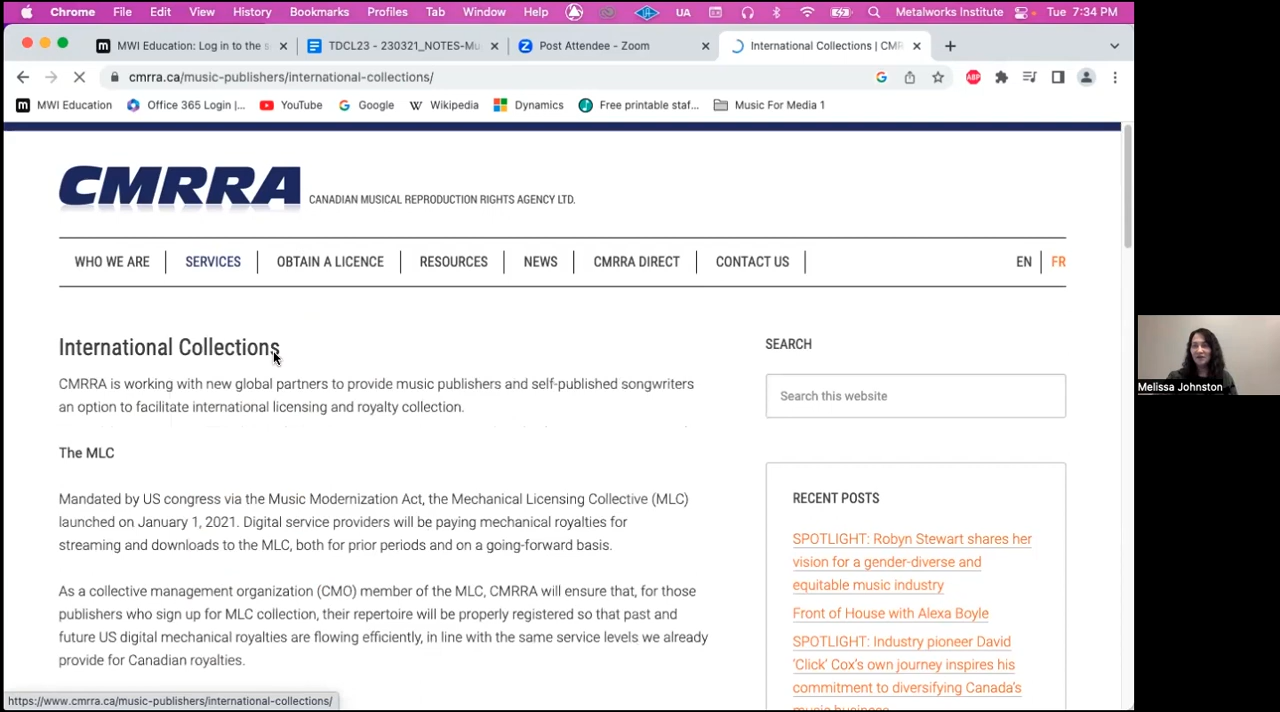 Chrome File Edit View History Bookmarks Profiles Tab Window Help UA Metalworks Institute Tue 7:34 PM
MWI Education: Log in to the s TDCL23 - 230321_NOTES-Mu Post Attendee - Zoom International Collections | CMR
cmrra.ca/music-publishers/international-collections/ ABP
MWI Education Office 365 Login |... YouTube Google Wikipedia Dynamics Free printable staf... Music For Media 1
CMRRA CANADIAN MUSICAL REPRODUCTION RIGHTS AGENCY LTD.
WHO WE ARE SERVICES OBTAIN A LICENCE RESOURCES NEWS CMRRA DIRECT CONTACT US EN FR
International Collections
CMRRA is working with new global partners to provide music publishers and self-published songwriters
an option to facilitate international licensing and royalty collection.
The MLC
Mandated by US congress via the Music Modernization Act, the Mechanical Licensing Collective (MLC)
launched on January 1, 2021. Digital service providers will be paying mechanical royalties for
streaming and downloads to the MLC, both for prior periods and on a going-forward basis.
As a collective management organization (CMO) member of the MLC, CMRRA will ensure that, for those
publishers who sign up for MLC collection, their repertoire will be properly registered so that past and
future US digital mechanical royalties are flowing efficiently, in line with the same service levels we already
provide for Canadian royalties.
SEARCH
Search this website
RECENT POSTS
SPOTLIGHT: Robyn Stewart shares her
vision for a gender-diverse and
equitable music industry
Front of House with Alexa Boyle
SPOTLIGHT: Industry pioneer David
'Click' Cox's own journey inspires his
commitment to diversifying Canada's
music business
https://www.cmrra.ca/music-publishers/international-collections/
Melissa Johnston